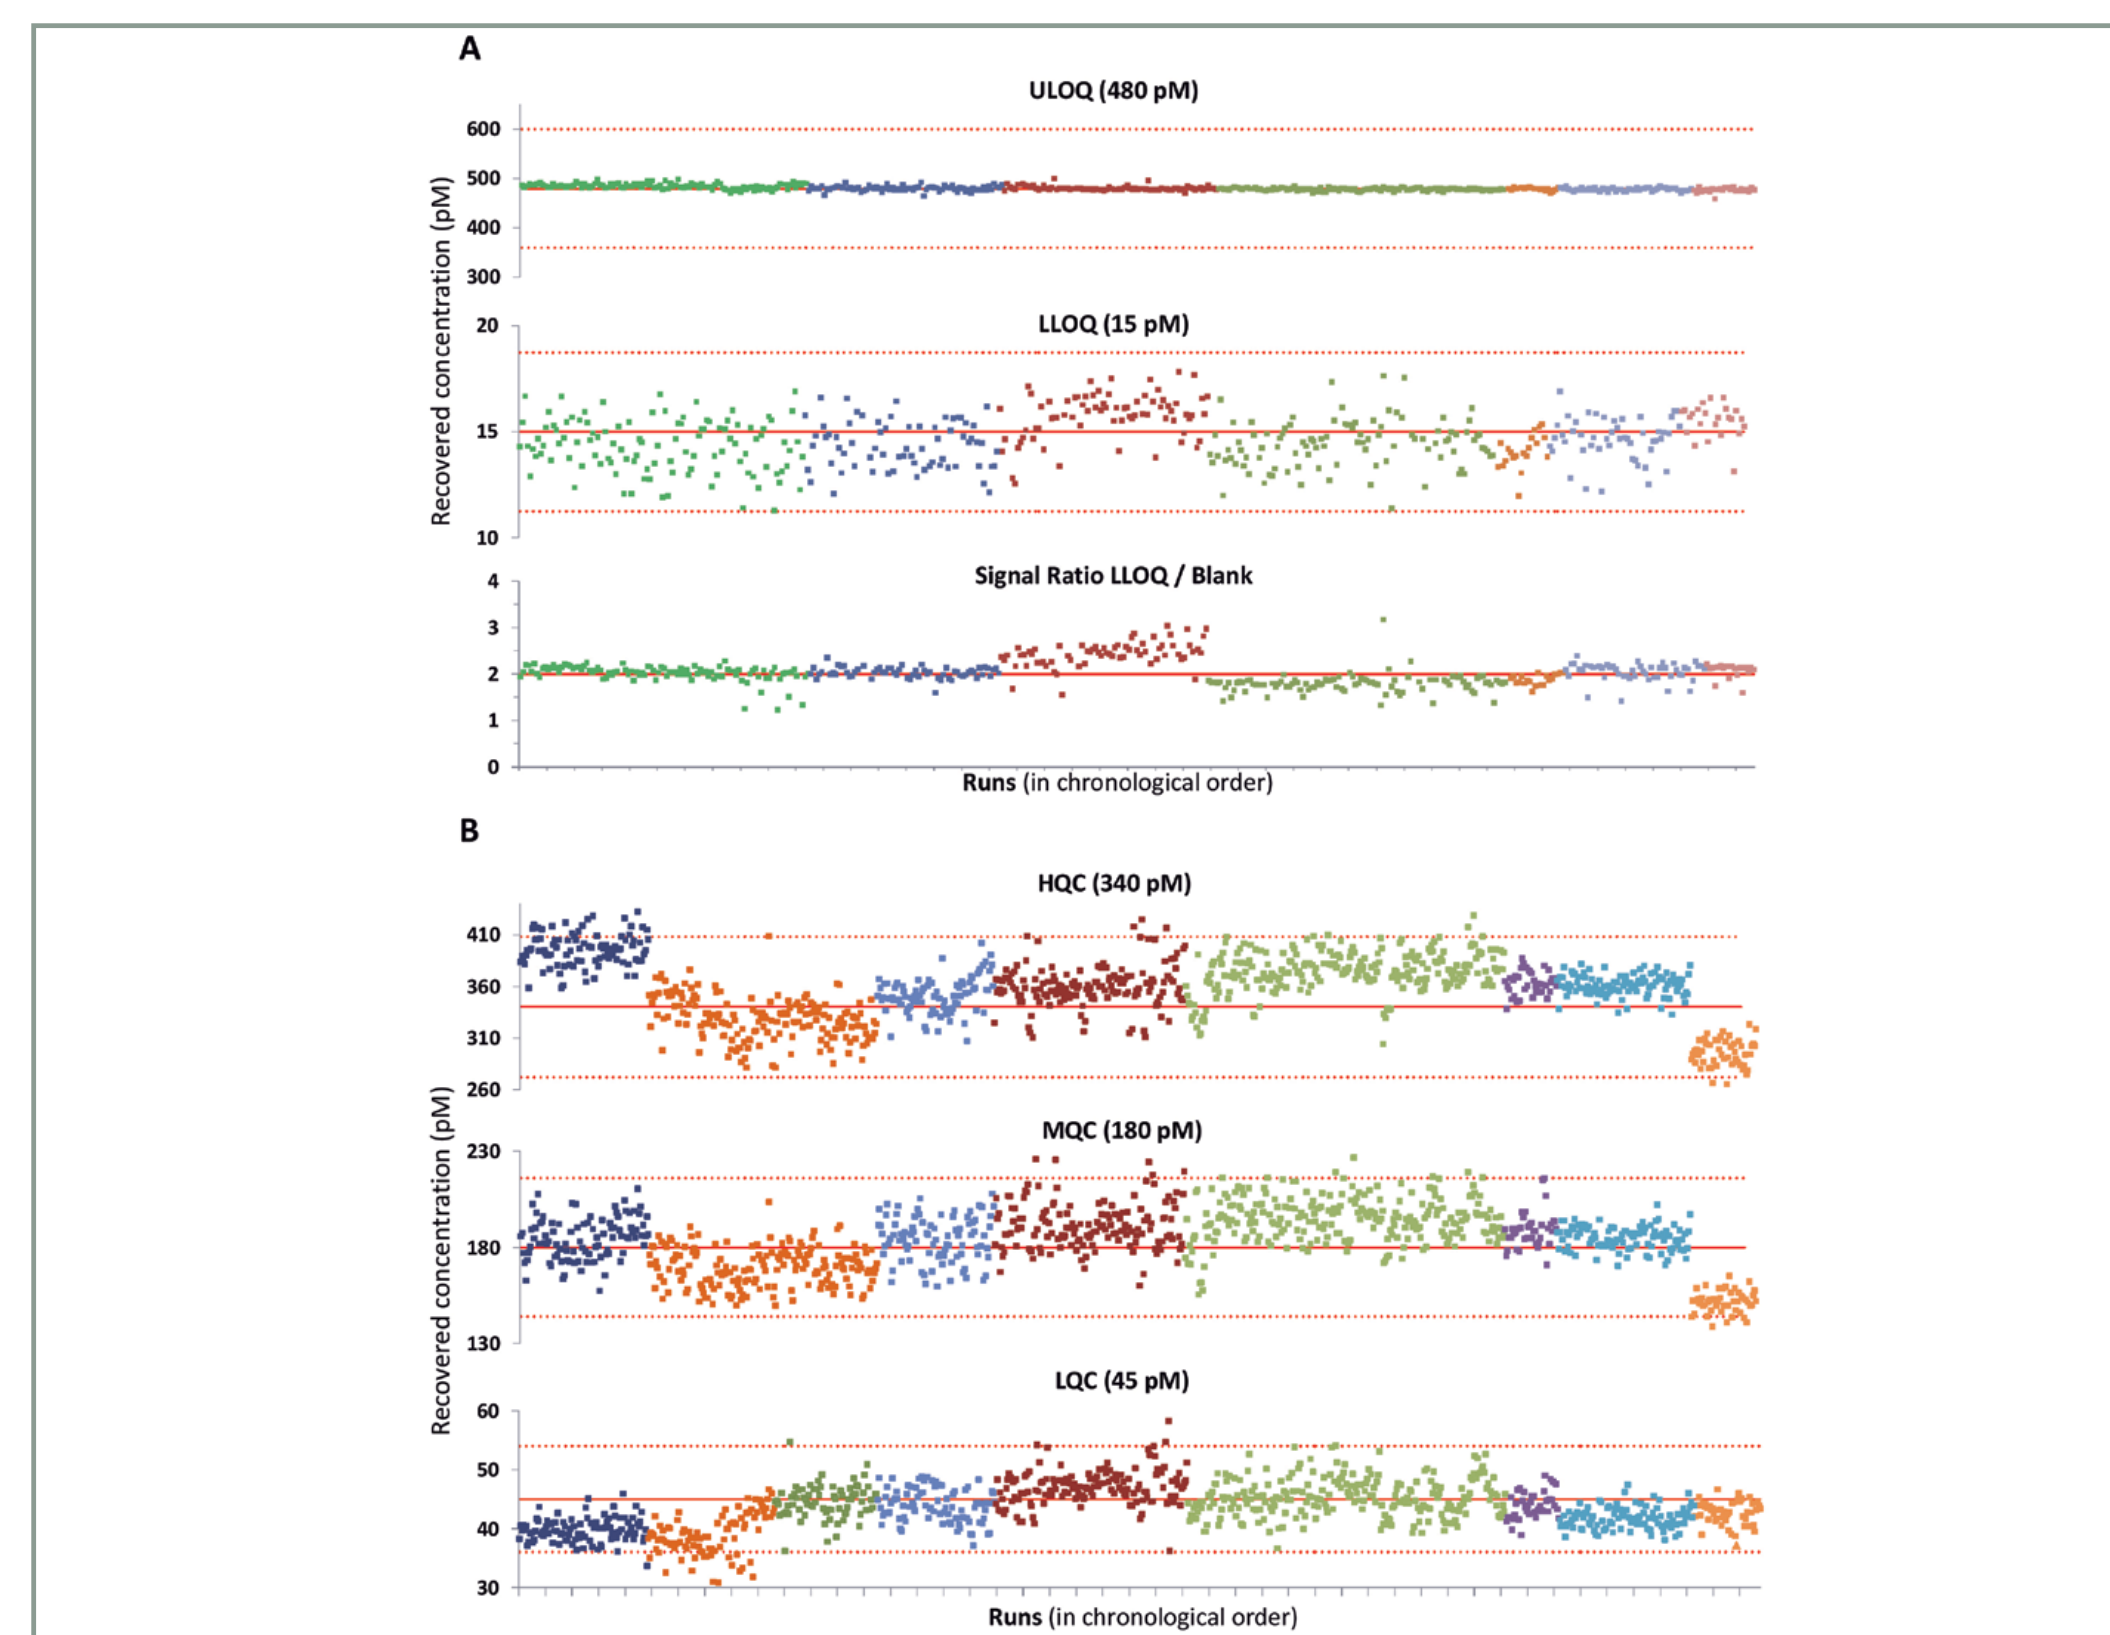 A
ULOQ (480 pM)
600
500
400
300
Recovered concentration (pM)
LLOQ (15 pM)
20
15
10
Signal Ratio LLOQ / Blank
4
3
2
1
0
Runs (in chronological order)
B
HQC (340 pM)
410
360
310
260
Recovered concentration (pM)
MQC (180 pM)
230
180
130
LQC (45 pM)
60
50
40
30
Runs (in chronological order)